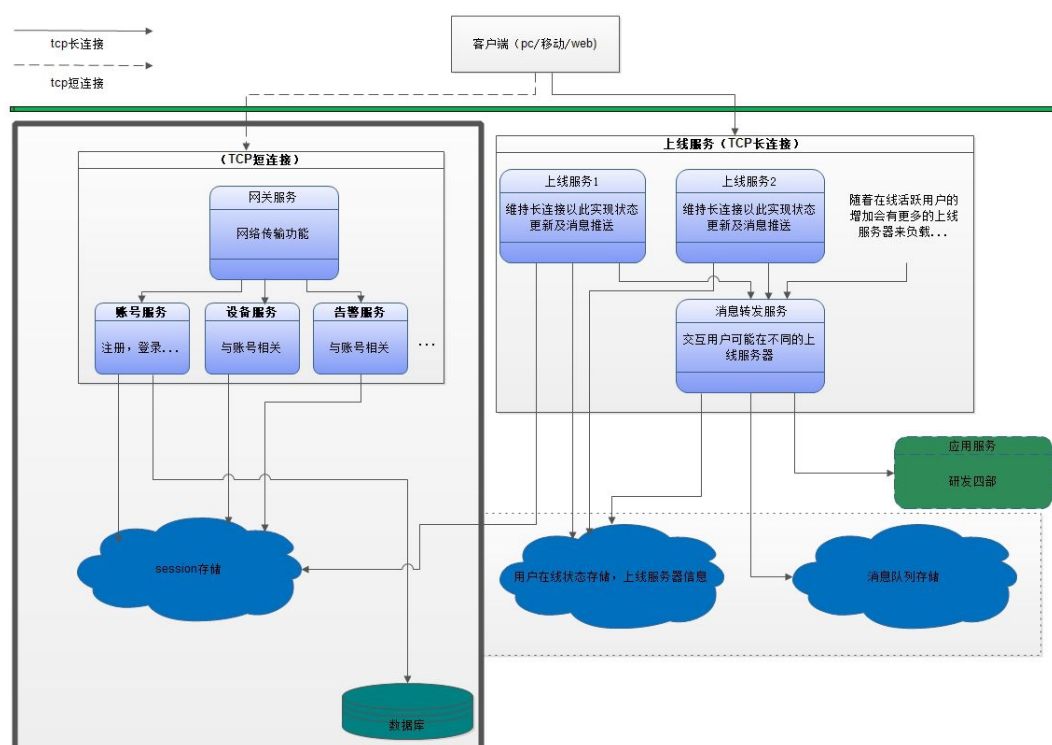 tcp长连接
tcp短连接
客户端（pc/移动/web)
（TCP短连接）
网关服务
网络传输功能
账号服务
注册，登录...
设备服务
与账号相关
告警服务
与账号相关
...
上线服务（TCP长连接）
上线服务1
维持长连接以此实现状态
更新及消息推送
上线服务2
维持长连接以此实现状态
更新及消息推送
随着在线活跃用户的
增加会有更多的上线
服务器来负载...
消息转发服务
交互用户可能在不同的上
线服务器
应用服务
研发四部
session存储
用户在线状态存储，上线服务器信息
消息队列存储
数据库